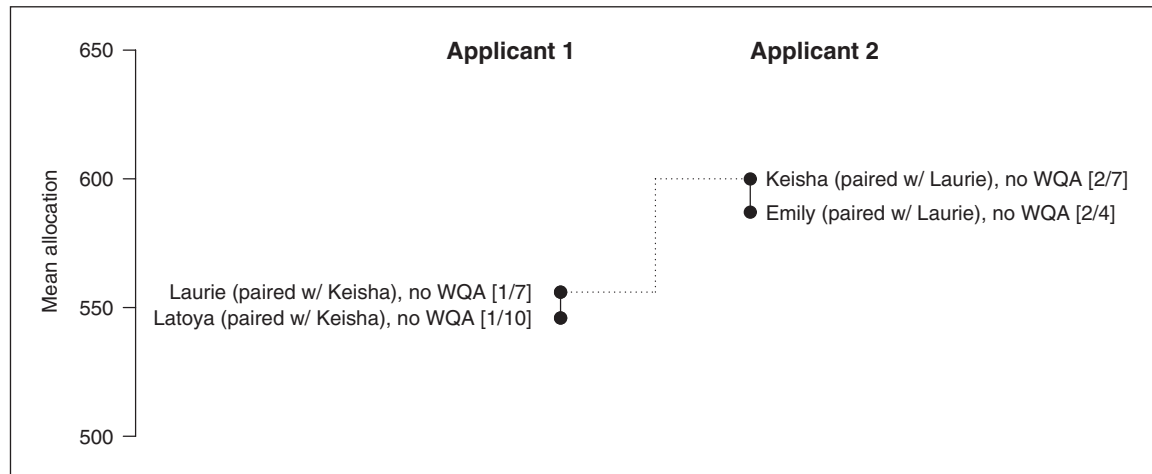 Applicant 1
Applicant 2
650
600
550
500
Mean allocation
Keisha (paired w/ Laurie), no WQA [2/7]
Emily (paired w/ Laurie), no WQA [2/4]
Laurie (paired w/ Keisha), no WQA [1/7]
Latoya (paired w/ Keisha), no WQA [1/10]